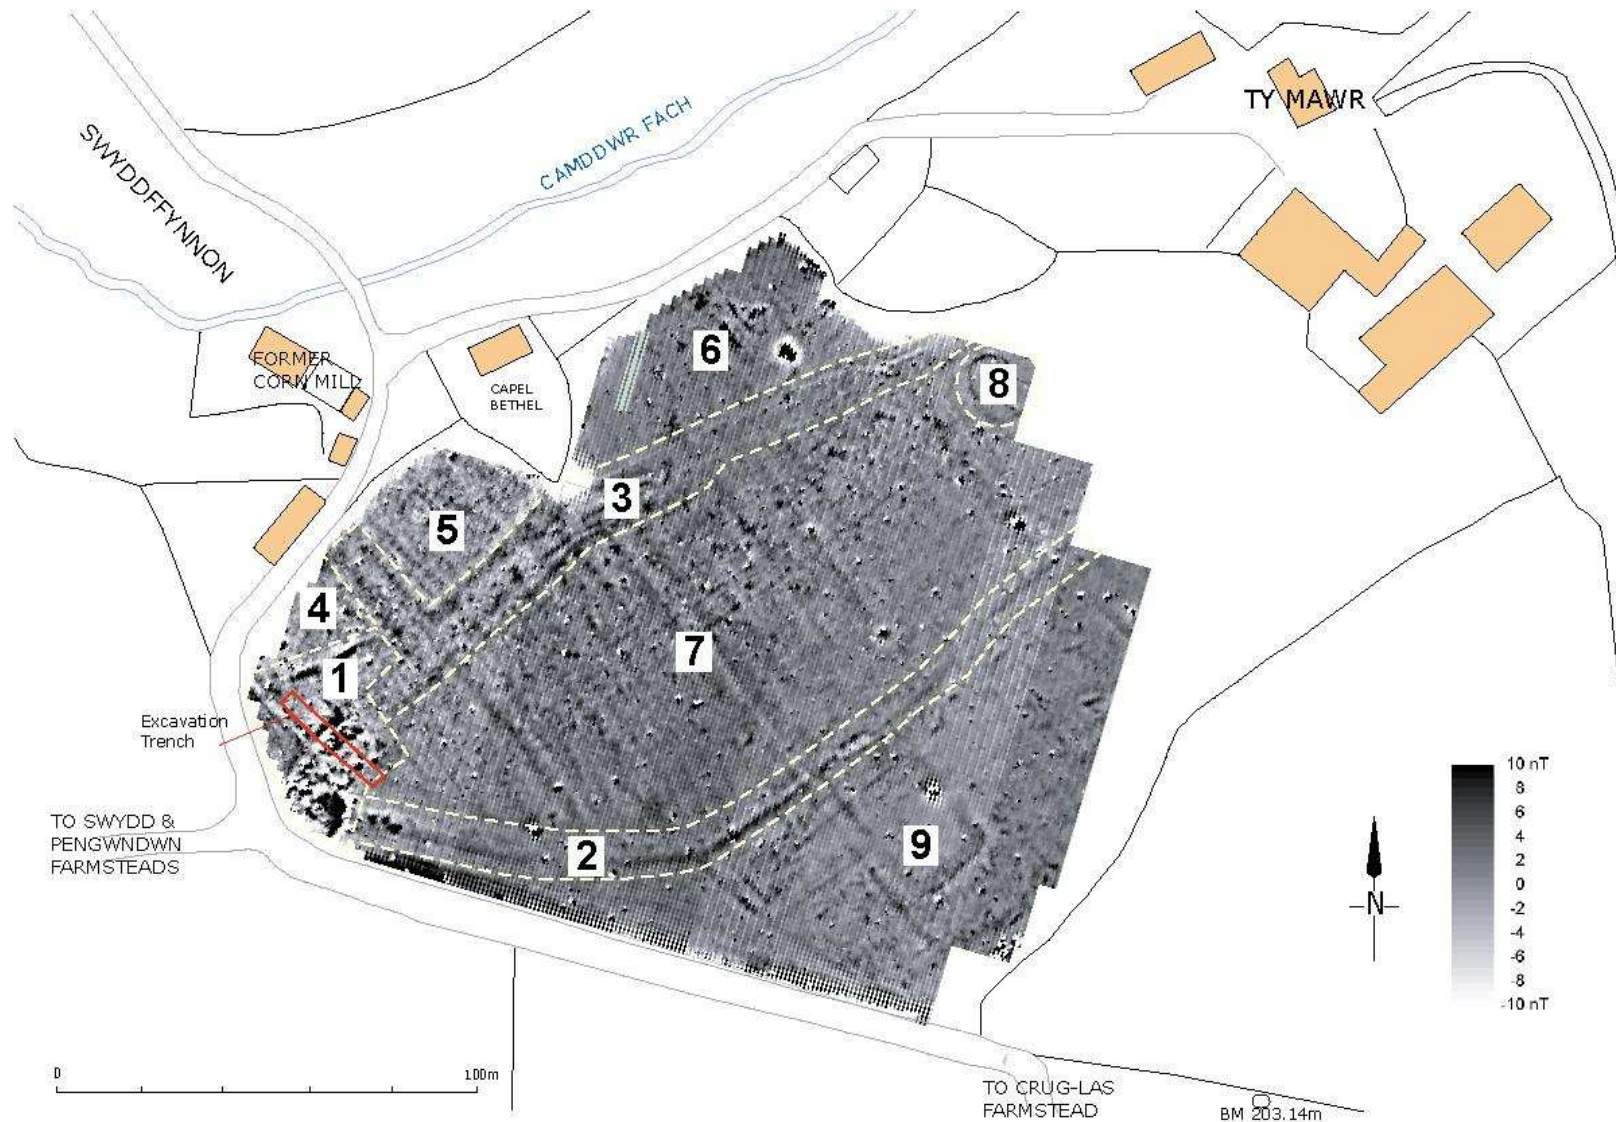 TY MAWR
CAMDDWR FACH
SWYDDFFYNNON
FORMER
CORN MILL
CAPEL
BETHEL
6
8
3
5
4
7
1
Excavation
Trench
2
9
TO SWYDD &
PENGWNDWN
FARMSTEADS
10 nT
8
6
4
2
0
-2
-4
-6
-8
-10 nT
N
0
100m
TO CRUG-LAS
FARMSTEAD
BM 203.14m